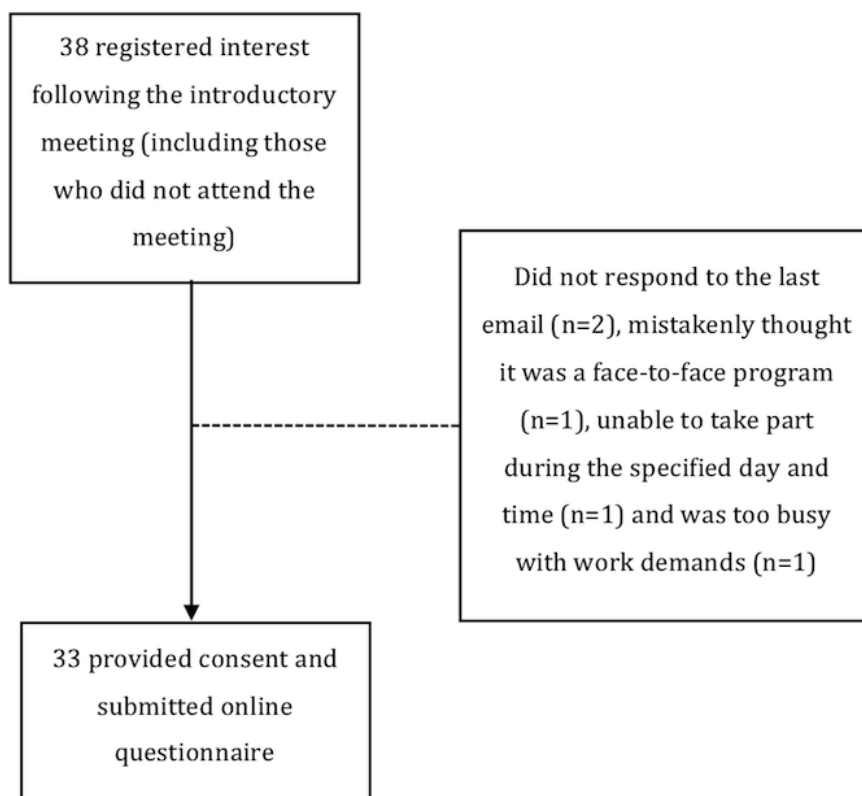 38 registered interest
following the introductory
meeting (including those
who did not attend the
meeting)
Did not respond to the last
email (n=2), mistakenly thought
it was a face-to-face program
(n=1), unable to take part
during the specified day and
time (n=1) and was too busy
with work demands (n=1)
33 provided consent and
submitted online
questionnaire